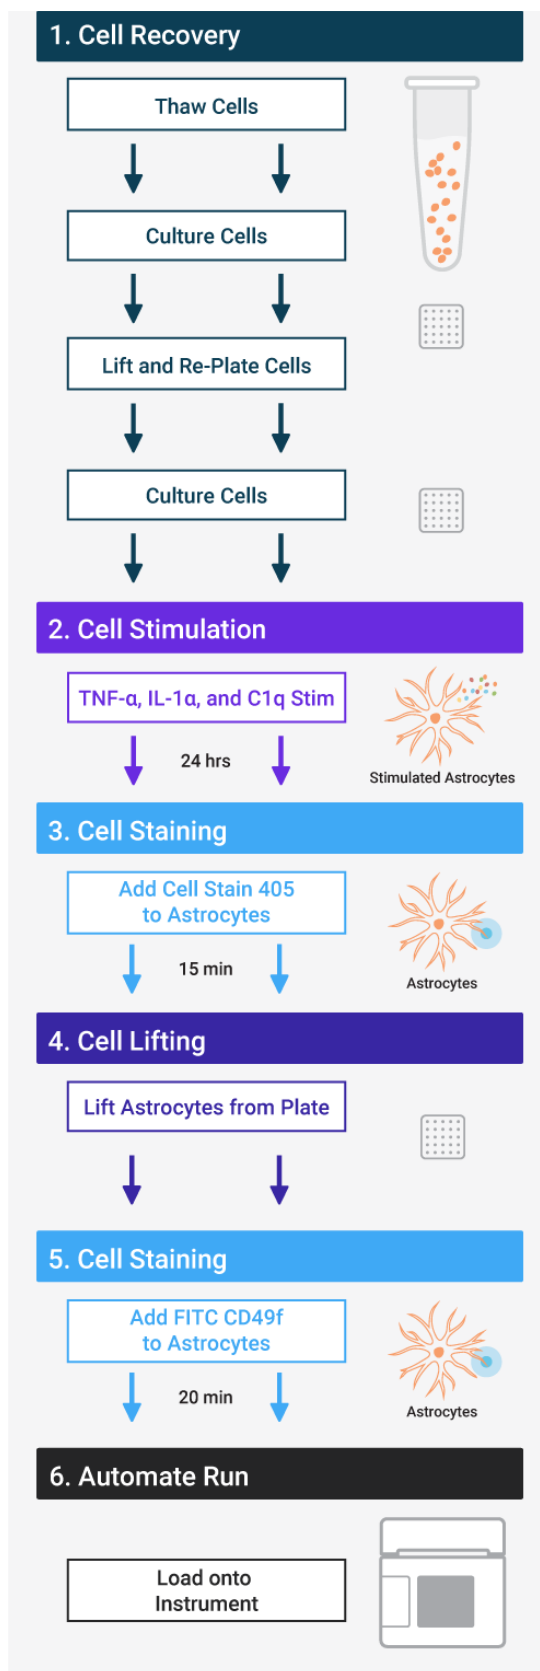 1. Cell Recovery
Thaw Cells
Culture Cells
Lift and Re-Plate Cells
Culture Cells
2. Cell Stimulation
TNF-α, IL-1α, and C1q Stim
24 hrs
Stimulated Astrocytes
3. Cell Staining
Add Cell Stain 405
to Astrocytes
15 min
Astrocytes
4. Cell Lifting
Lift Astrocytes from Plate
5. Cell Staining
Add FITC CD49f
to Astrocytes
20 min
Astrocytes
6. Automate Run
Load onto
Instrument